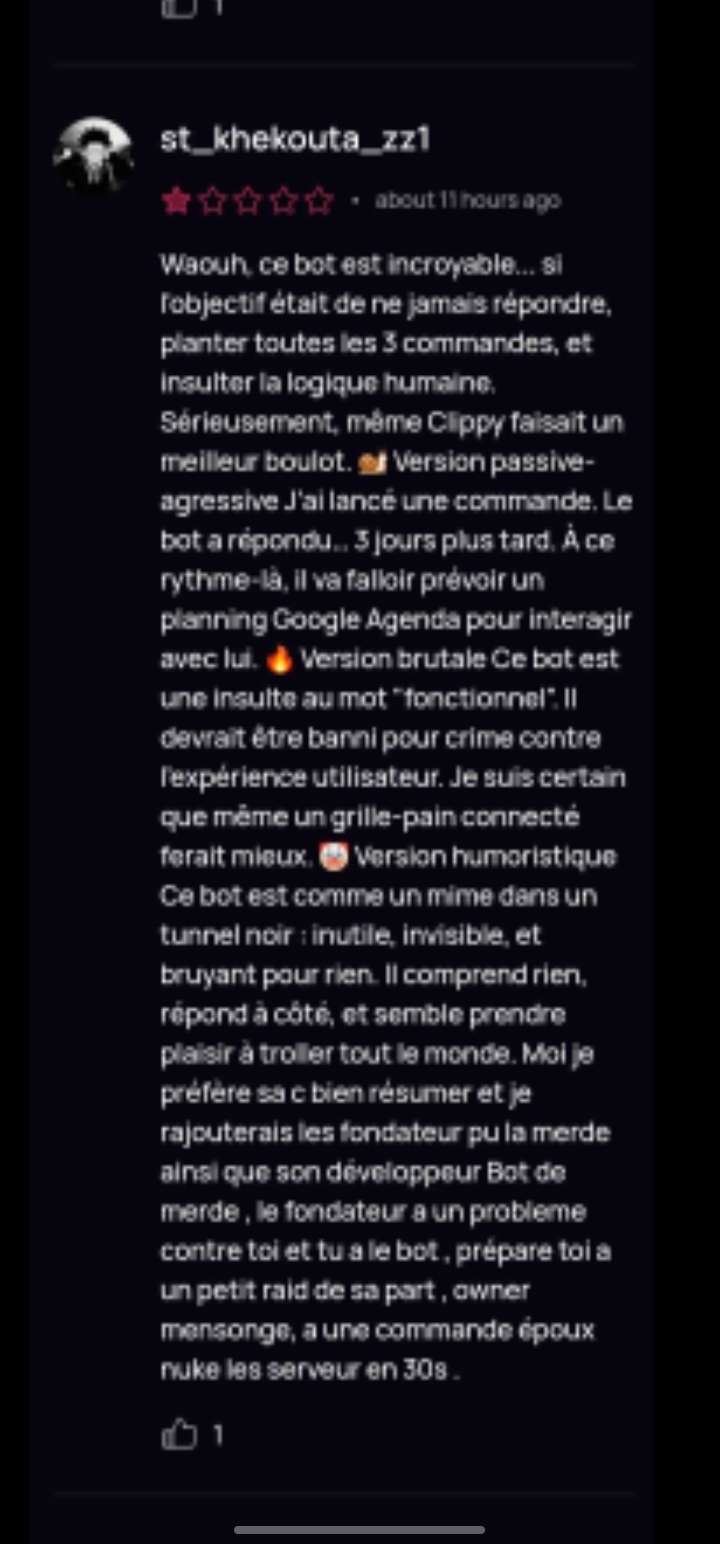 1
st_khekouta_zz1
• about 11 hours ago
Waouh, ce bot est incroyable... si
l'objectif était de ne jamais répondre,
planter toutes les 3 commandes, et
insulter la logique humaine.
Sérieusement, même Clippy faisait un
meilleur boulot. 🐌 Version passive-
agressive J'ai lancé une commande. Le
bot a répondu... 3 jours plus tard. À ce
rythme-là, il va falloir prévoir un
planning Google Agenda pour interagir
avec lui. 🔥 Version brutale Ce bot est
une insulte au mot "fonctionnel". Il
devrait être banni pour crime contre
l'expérience utilisateur. Je suis certain
que même un grille-pain connecté
ferait mieux. 🤡 Version humoristique
Ce bot est comme un mime dans un
tunnel noir : inutile, invisible, et
bruyant pour rien. Il comprend rien,
répond à côté, et semble prendre
plaisir à troller tout le monde. Moi je
préfère sa c bien résumer et je
rajouterais les fondateur pu la merde
ainsi que son développeur Bot de
merde , le fondateur a un probleme
contre toi et tu a le bot , prépare toi a
un petit raid de sa part , owner
mensonge, a une commande époux
nuke les serveur en 30s .
1